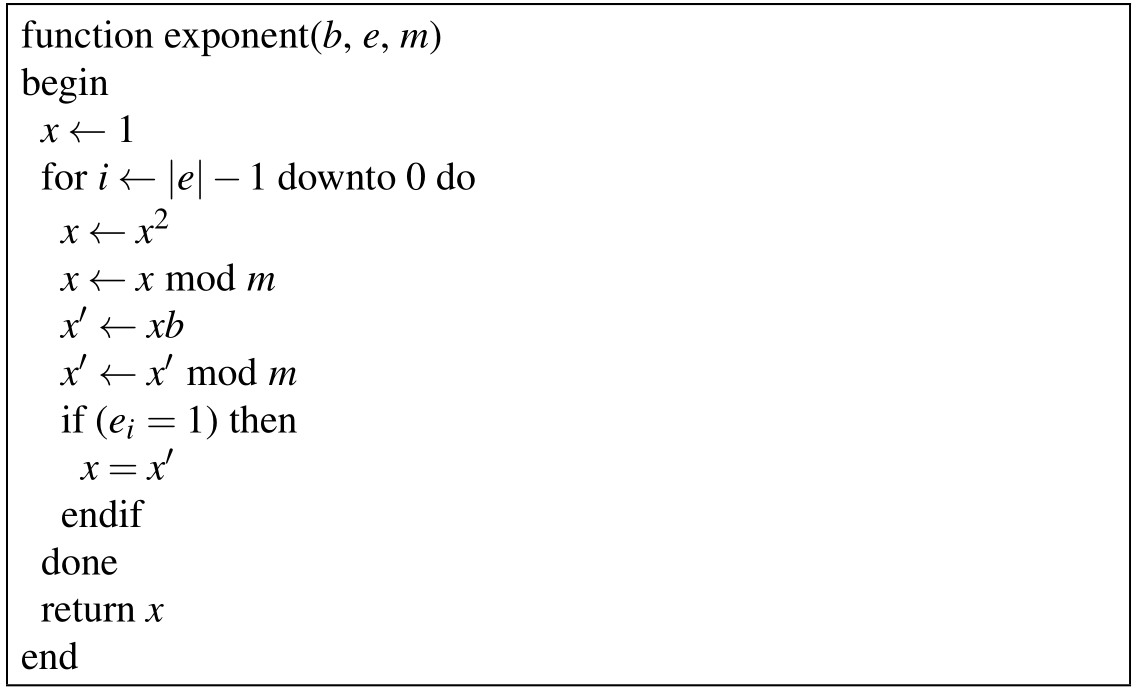 function exponent(b, e, m)
begin
x ← 1
for i ← |e| − 1 downto 0 do
x ← x²
x ← x mod m
x′ ← xb
x′ ← x′ mod m
if (eᵢ = 1) then
x = x′
endif
done
return x
end